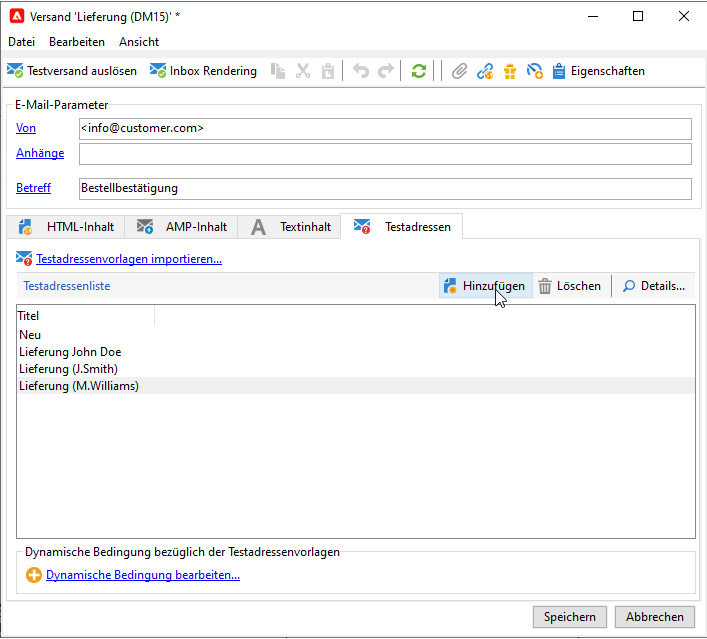 Versand 'Lieferung (DM15)' *
Datei Bearbeiten Ansicht
Testversand auslösen Inbox Rendering Eigenschaften
E-Mail-Parameter
Von <info@customer.com>
Anhänge
Betreff Bestellbestätigung
HTML-Inhalt AMP-Inhalt Textinhalt Testadressen
Testadressenvorlagen importieren...
Testadressenliste Hinzufügen Löschen Details...
Titel
Neu
Lieferung John Doe
Lieferung (J.Smith)
Lieferung (M.Williams)
Dynamische Bedingung bezüglich der Testadressenvorlagen
Dynamische Bedingung bearbeiten...
Speichern Abbrechen